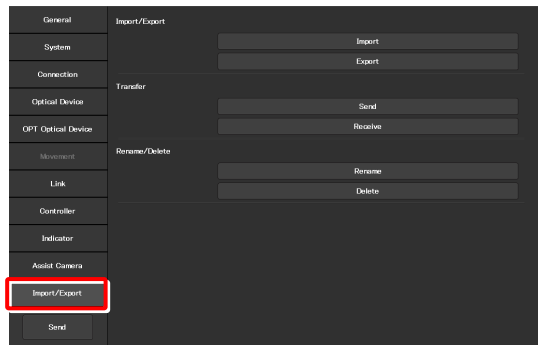 General
System
Connection
Optical Device
OPT Optical Device
Movement
Link
Controller
Indicator
Assist Camera
Import/Export
Send
Import/Export
Import
Export
Transfer
Send
Receive
Rename/Delete
Rename
Delete